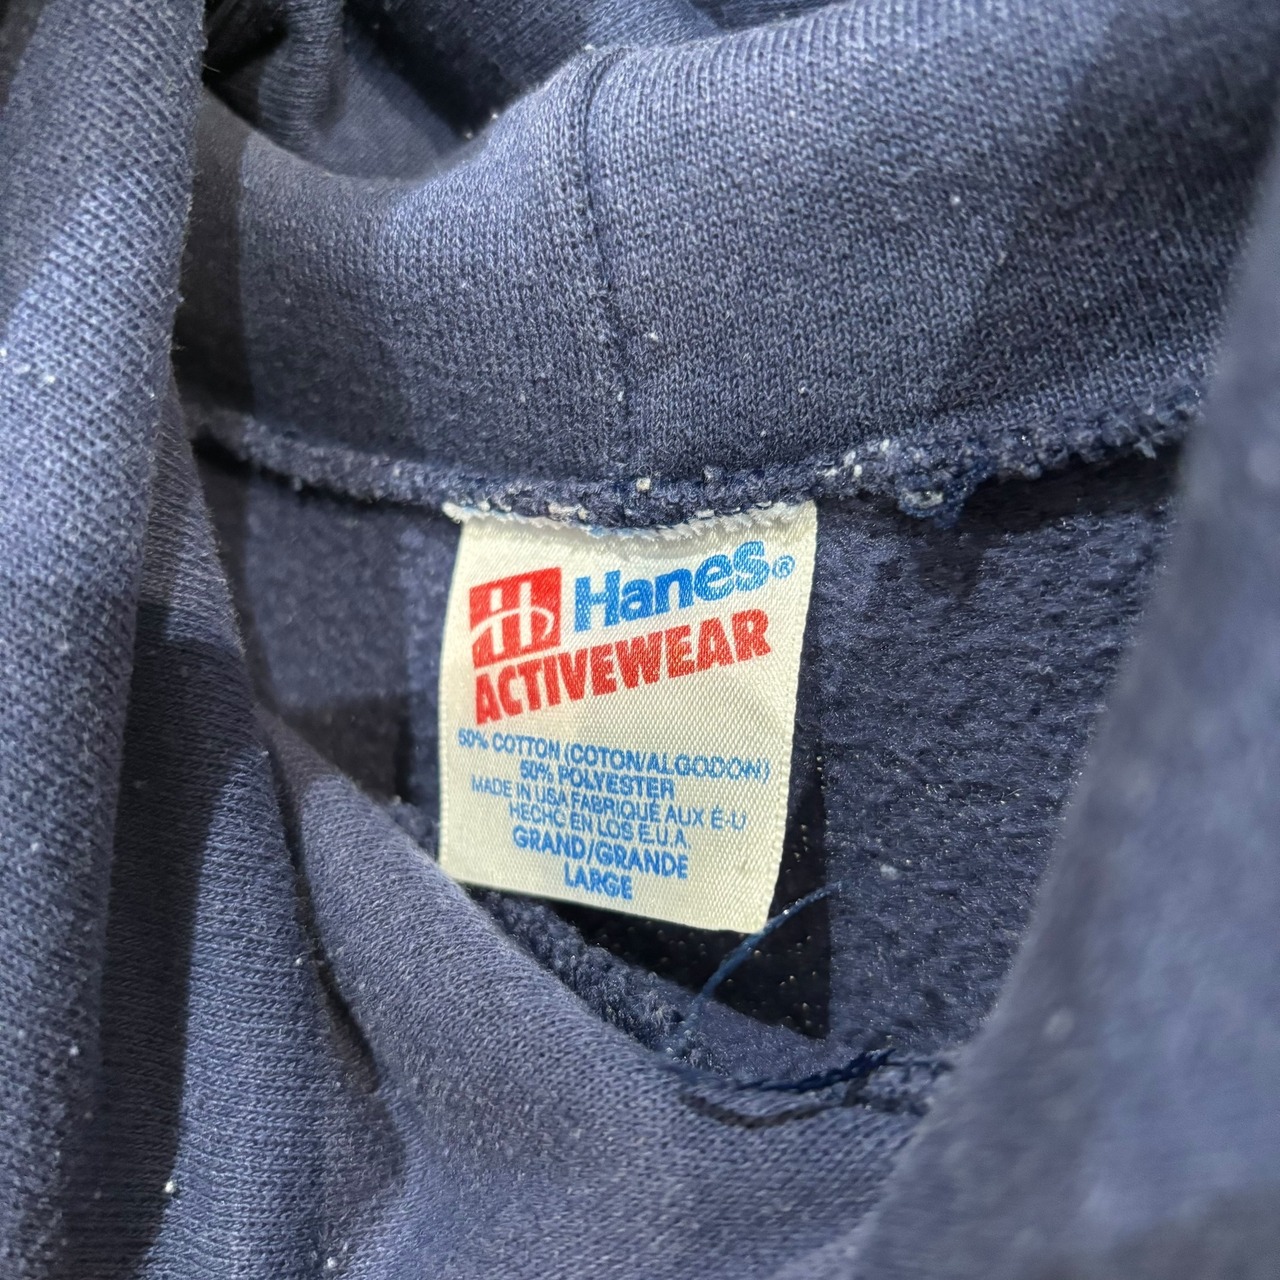 H Hanes®
ACTIVEWEAR
50% COTTON (COTON/ALGODON)
50% POLYESTER
MADE IN USA FABRIQUÉ AUX É-U
HECHO EN LOS E.U.A
GRAND/GRANDE
LARGE